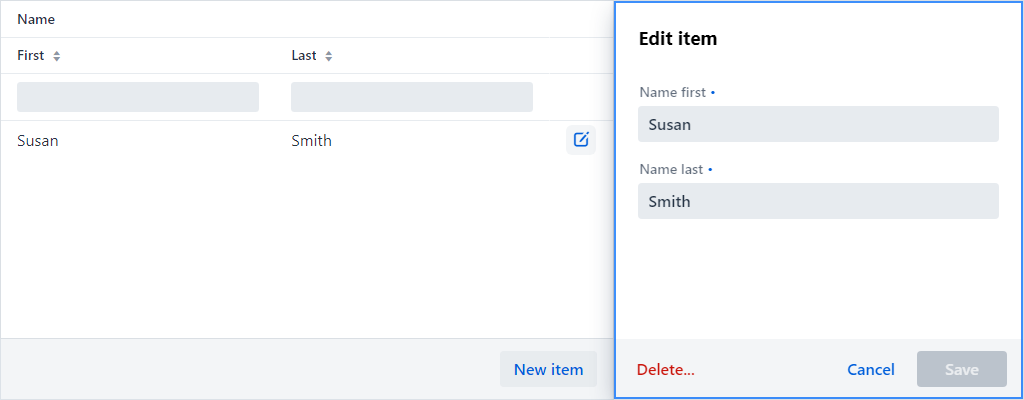 Name
First Last
Susan Smith
New item
Edit item
Name first •
Susan
Name last •
Smith
Delete... Cancel Save